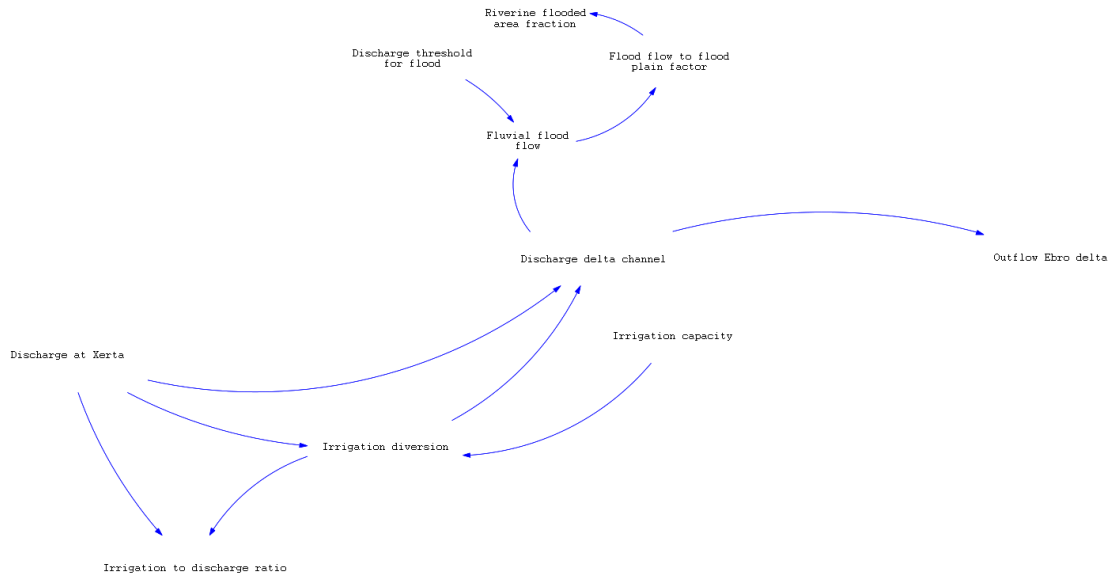 Riverine flooded
area fraction
Discharge threshold
for flood
Flood flow to flood
plain factor
Fluvial flood
flow
Discharge delta channel
Outflow Ebro delta
Irrigation capacity
Discharge at Xerta
Irrigation diversion
Irrigation to discharge ratio